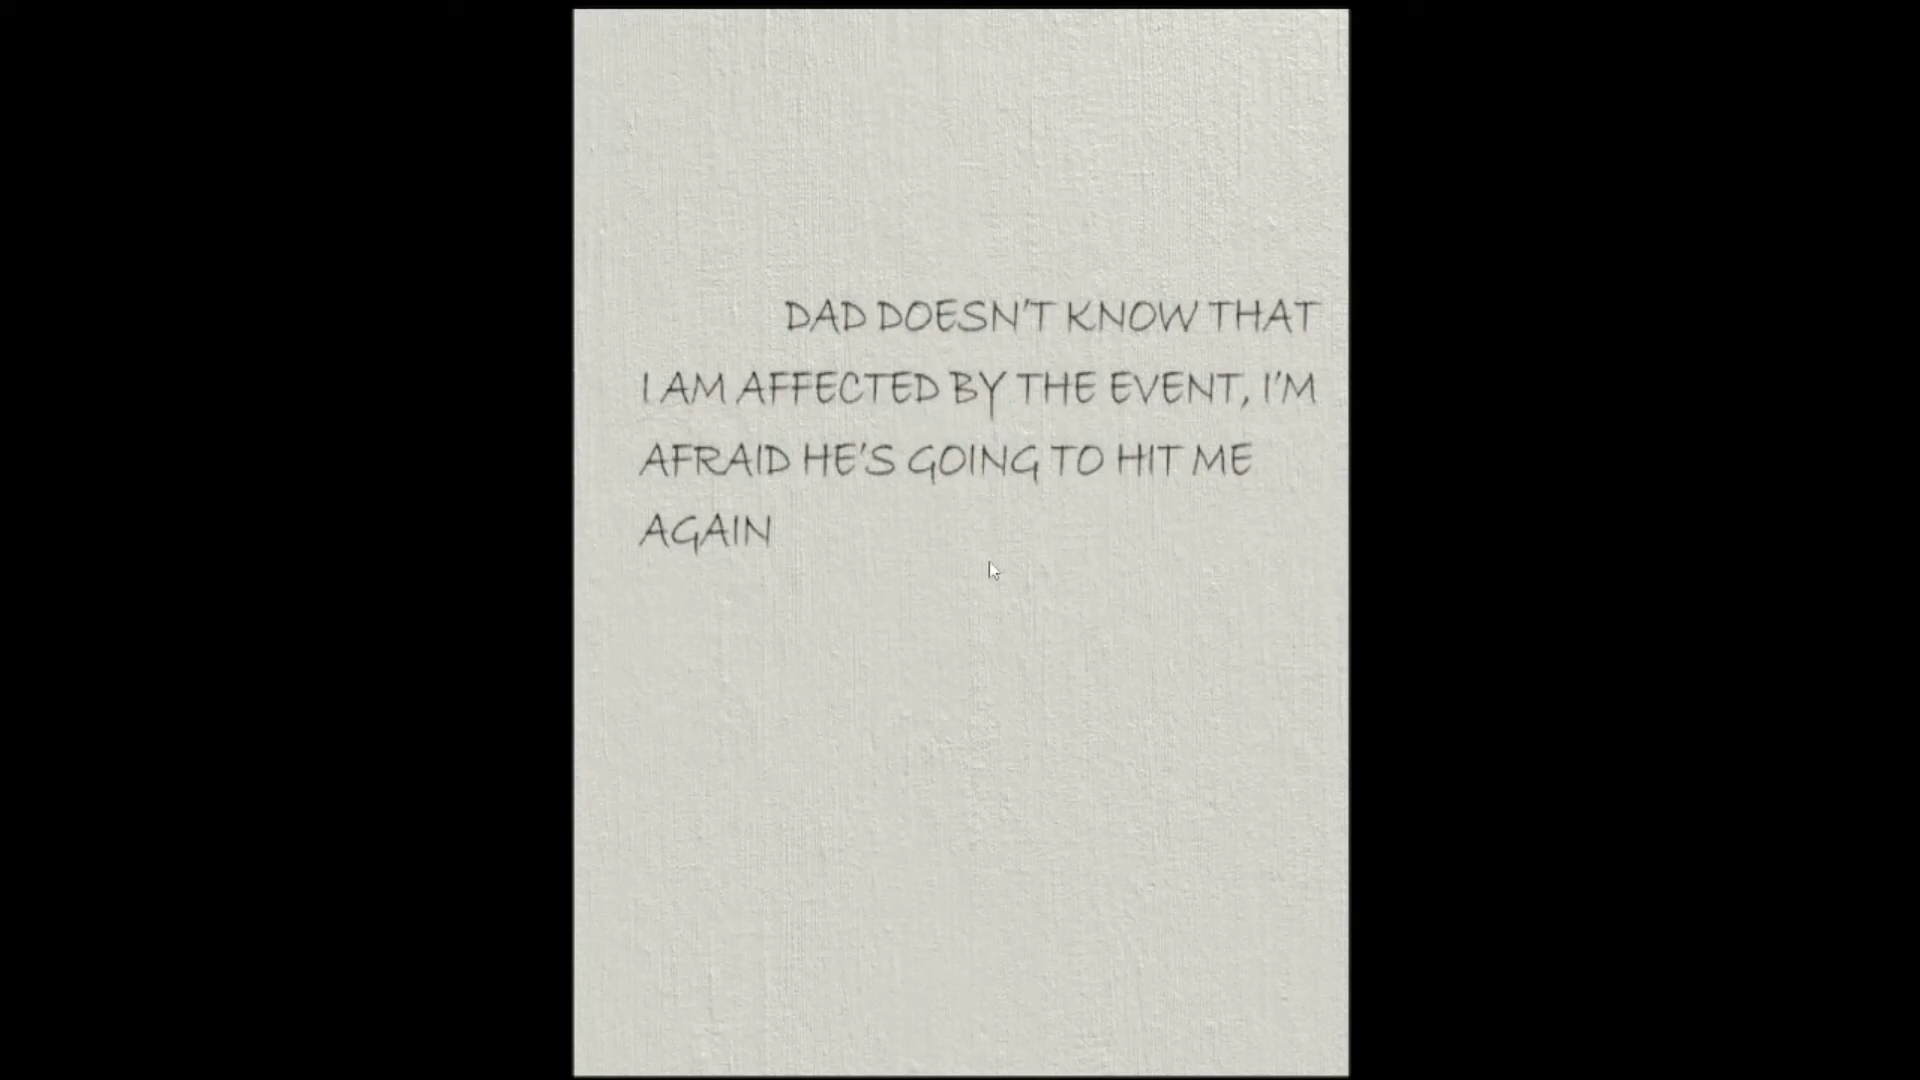 DAD DOESN'T KNOW THAT
I AM AFFECTED BY THE EVENT, I'M
AFRAID HE'S GOING TO HIT ME
AGAIN